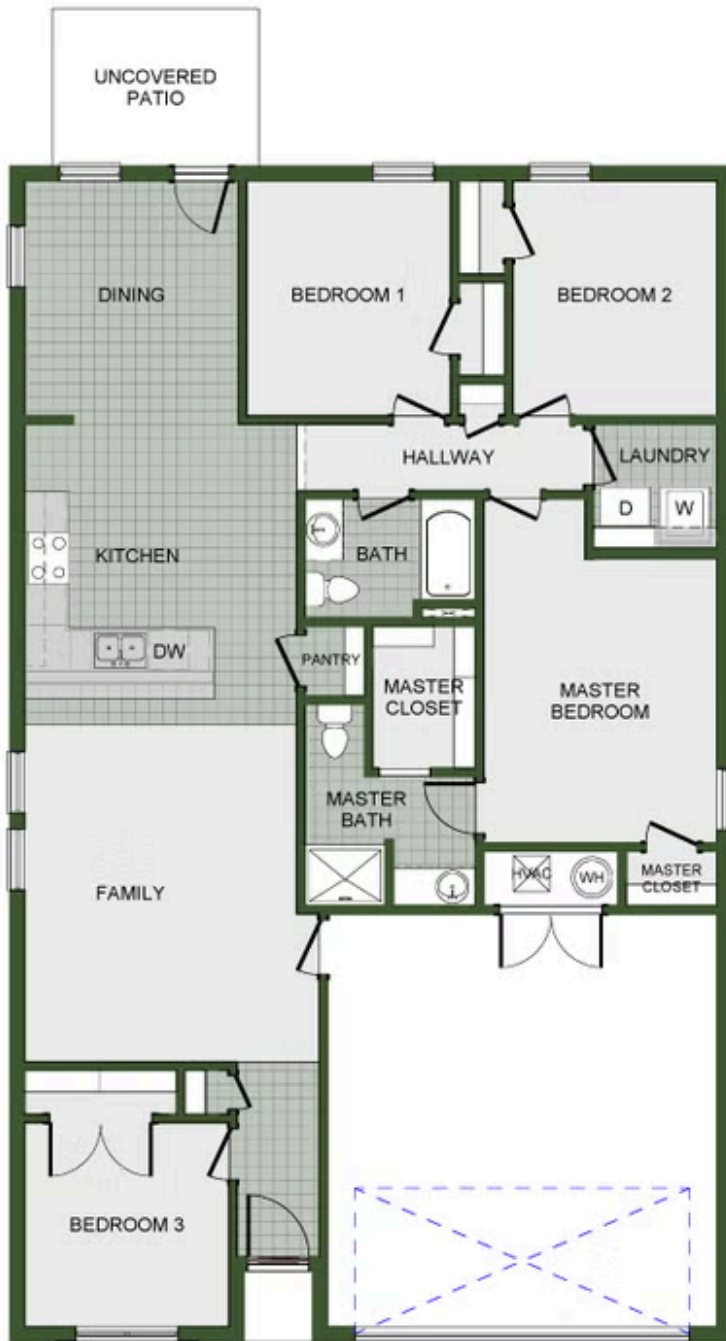 UNCOVERED
PATIO
DINING
BEDROOM 1
BEDROOM 2
HALLWAY
LAUNDRY
D
W
KITCHEN
BATH
DW
PANTRY
MASTER
CLOSET
MASTER
BEDROOM
MASTER
BATH
FAMILY
HVAC
WH
MASTER
CLOSET
BEDROOM 3